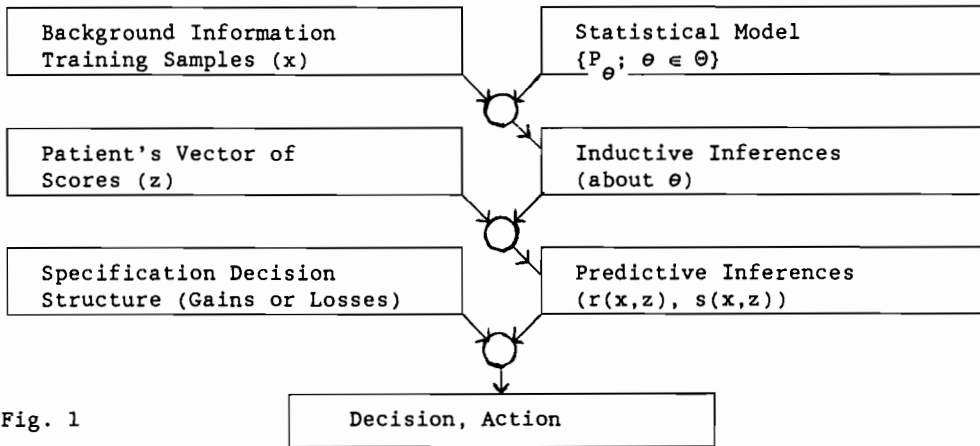 Background Information
Training Samples (x)
Statistical Model
{P_θ; θ ∈ Θ}
Patient's Vector of
Scores (z)
Inductive Inferences
(about θ)
Specification Decision
Structure (Gains or Losses)
Predictive Inferences
(r(x,z), s(x,z))
Decision, Action
Fig. 1